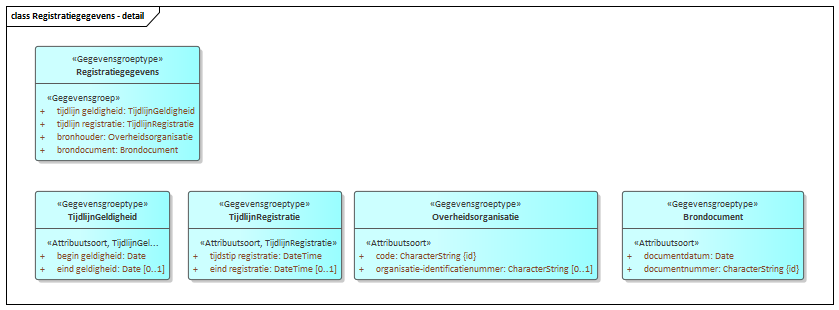 class Registratiegegevens - detail
«Gegevensgroeptype»
Registratiegegevens
«Gegevensgroep»
+ tijdlijn geldigheid: TijdlijnGeldigheid
+ tijdlijn registratie: TijdlijnRegistratie
+ bronhouder: Overheidsorganisatie
+ brondocument: Brondocument
«Gegevensgroeptype»
TijdlijnGeldigheid
«Attribuutsoort, TijdlijnGel...
+ begin geldigheid: Date
+ eind geldigheid: Date [0..1]
«Gegevensgroeptype»
TijdlijnRegistratie
«Attribuutsoort, TijdlijnRegistratie»
+ tijdstip registratie: DateTime
+ eind registratie: DateTime [0..1]
«Gegevensgroeptype»
Overheidsorganisatie
«Attribuutsoort»
+ code: CharacterString {id}
+ organisatie-identificatienummer: CharacterString [0..1]
«Gegevensgroeptype»
Brondocument
«Attribuutsoort»
+ documentdatum: Date
+ documentnummer: CharacterString {id}